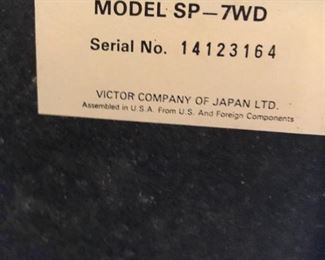 MODEL SP-7WD
Serial No. 14123164
VICTOR COMPANY OF JAPAN LTD.
Assembled in U.S.A. From U.S. And Foreign Components